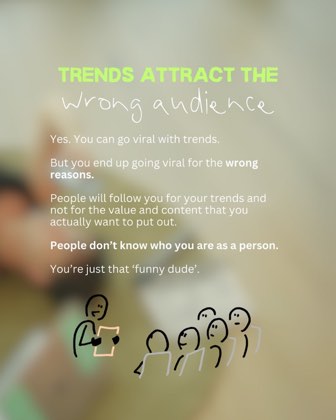 TRENDS ATTRACT THE
wrong audience
Yes. You can go viral with trends.
But you end up going viral for the wrong
reasons.
People will follow you for your trends and
not for the value and content that you
actually want to put out.
People don't know who you are as a person.
You're just that 'funny dude'.